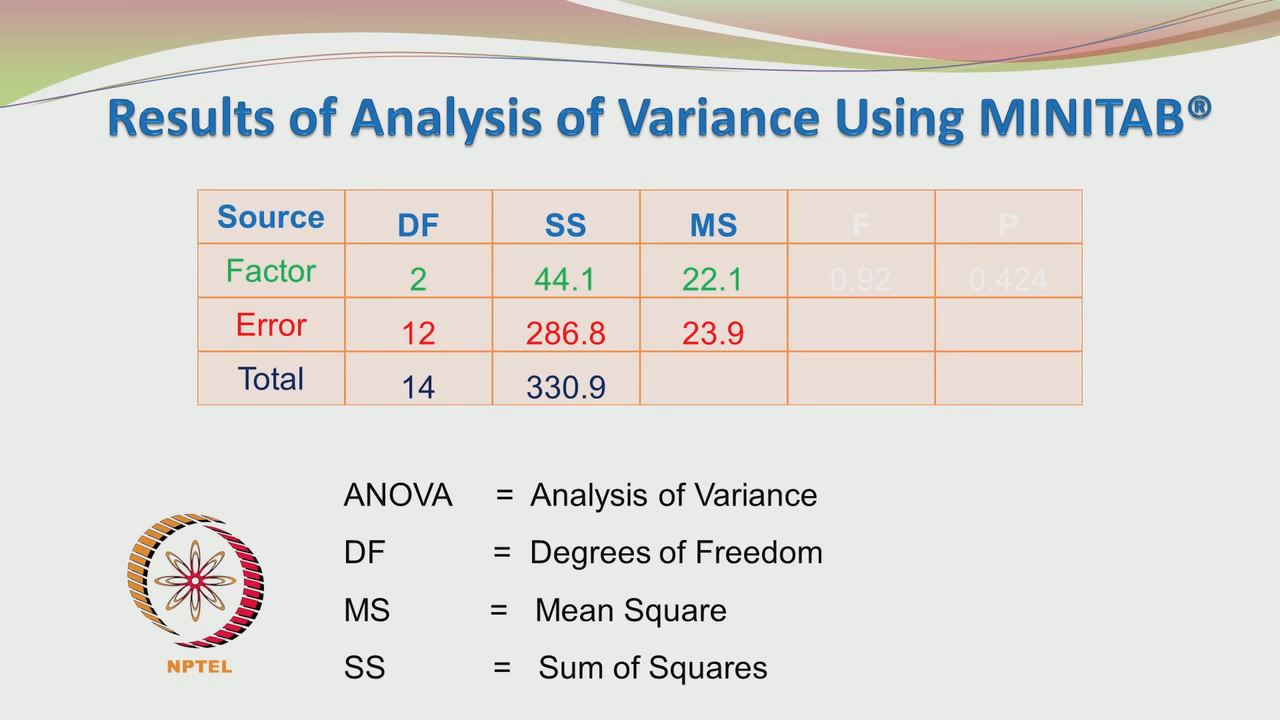 Results of Analysis of Variance Using MINITAB®
Source DF SS MS F P
Factor 2 44.1 22.1 0.92 0.424
Error 12 286.8 23.9
Total 14 330.9
ANOVA = Analysis of Variance
DF = Degrees of Freedom
MS = Mean Square
SS = Sum of Squares
NPTEL